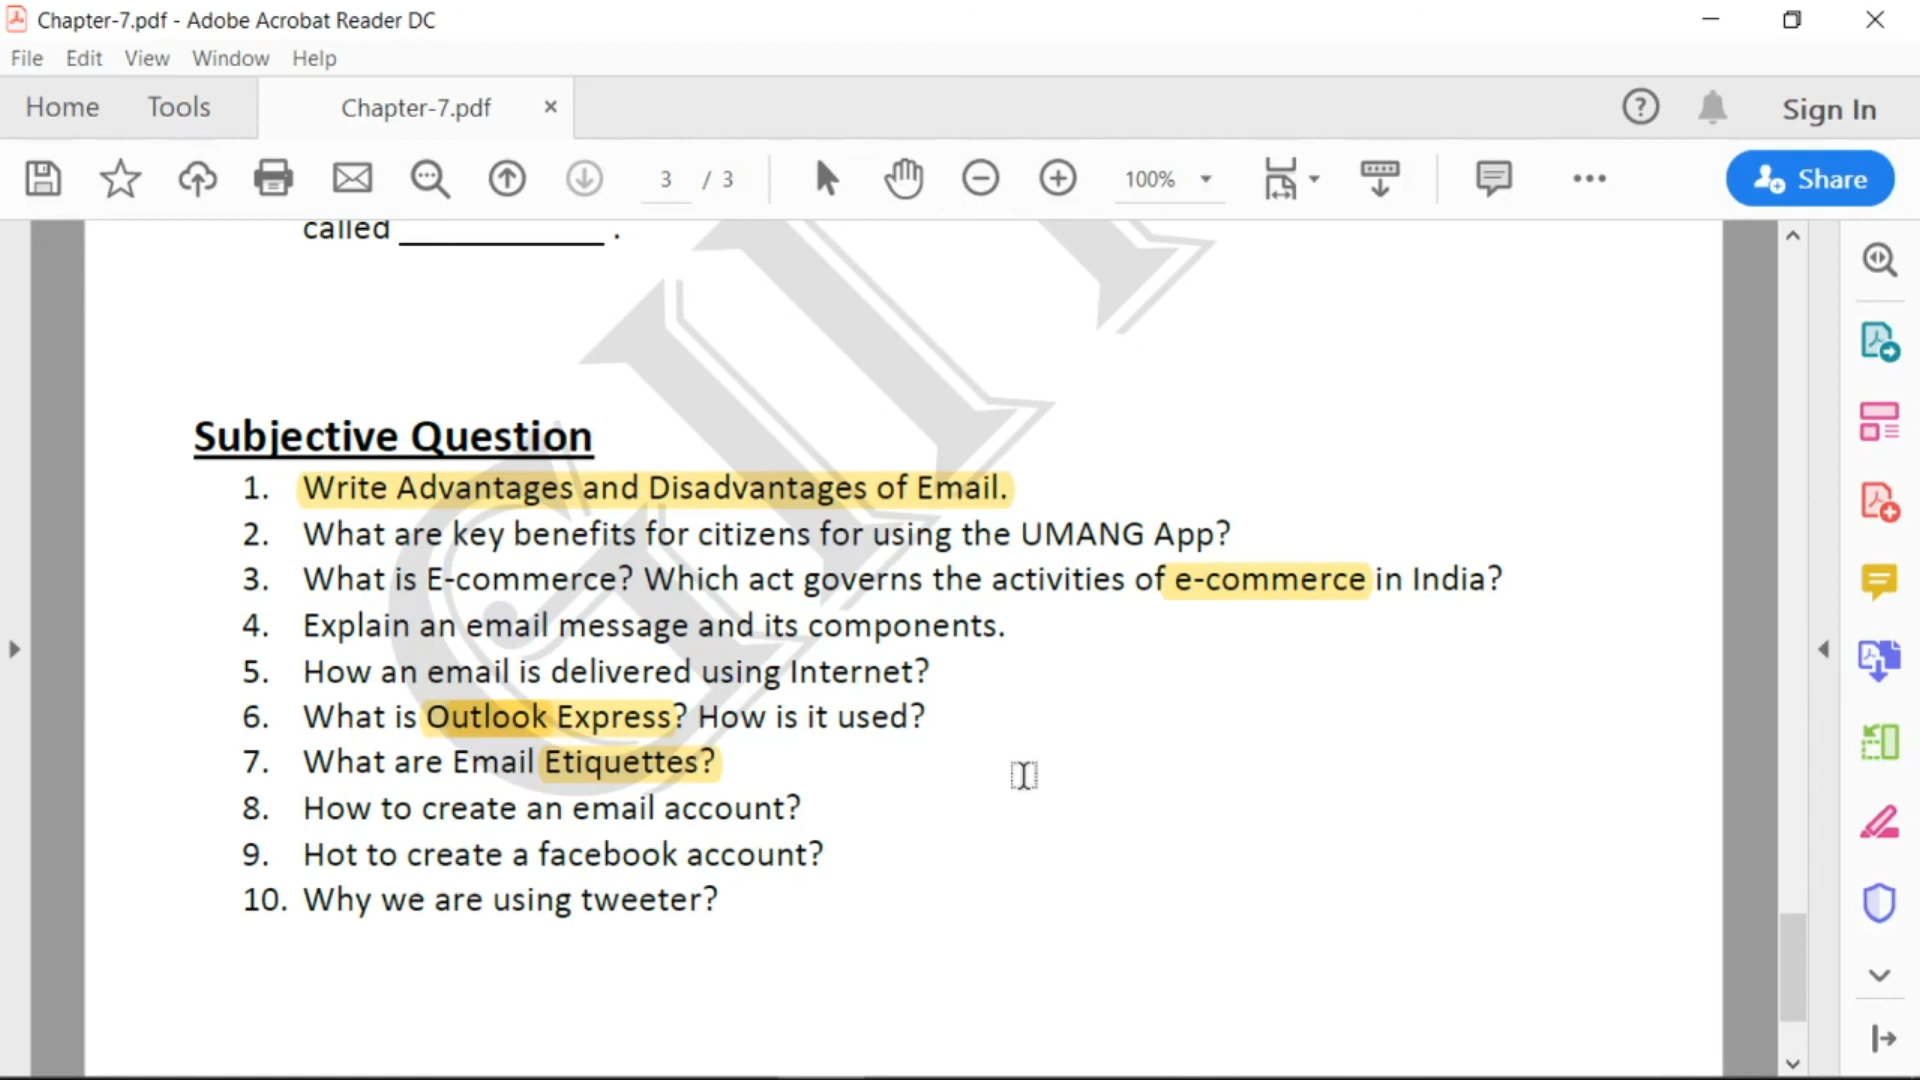 Chapter-7.pdf - Adobe Acrobat Reader DC
File Edit View Window Help
Home Tools Chapter-7.pdf Sign In
3 / 3 100% Share
called ____________ .
Subjective Question
1. Write Advantages and Disadvantages of Email.
2. What are key benefits for citizens for using the UMANG App?
3. What is E-commerce? Which act governs the activities of e-commerce in India?
4. Explain an email message and its components.
5. How an email is delivered using Internet?
6. What is Outlook Express? How is it used?
7. What are Email Etiquettes?
8. How to create an email account?
9. Hot to create a facebook account?
10. Why we are using tweeter?